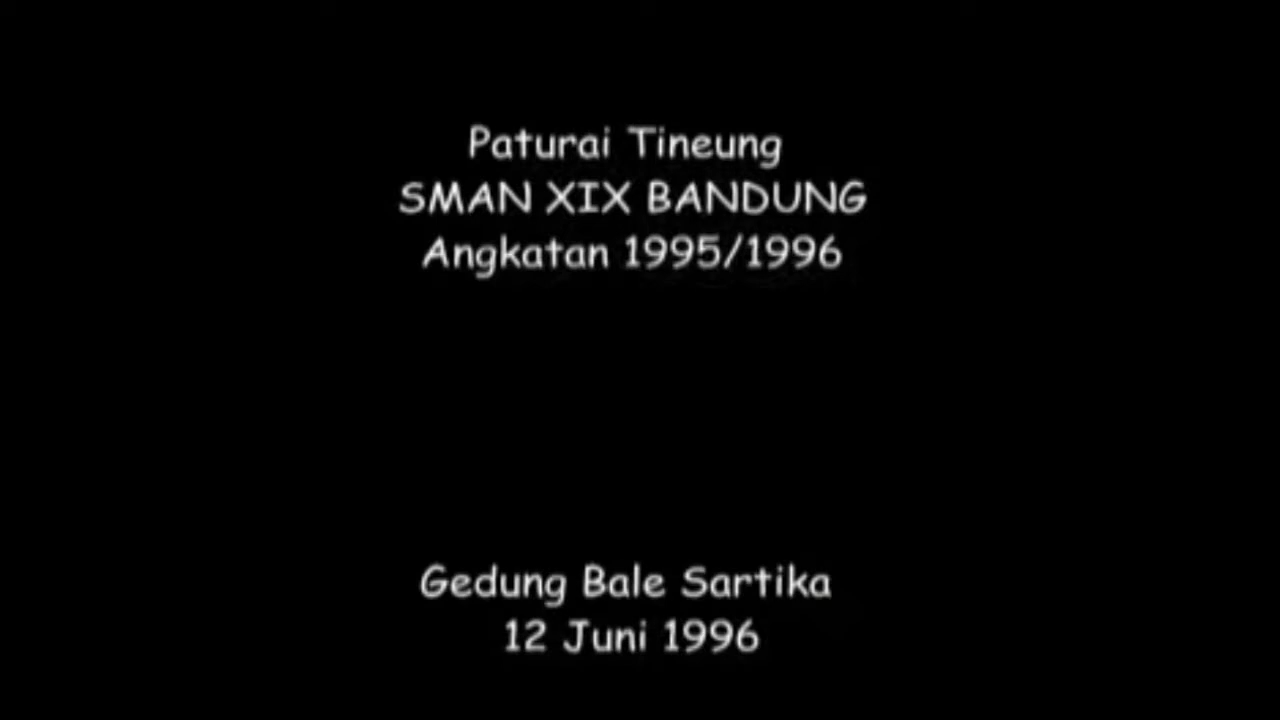 Paturai Tineung
SMAN XIX BANDUNG
Angkatan 1995/1996
Gedung Bale Sartika
12 Juni 1996